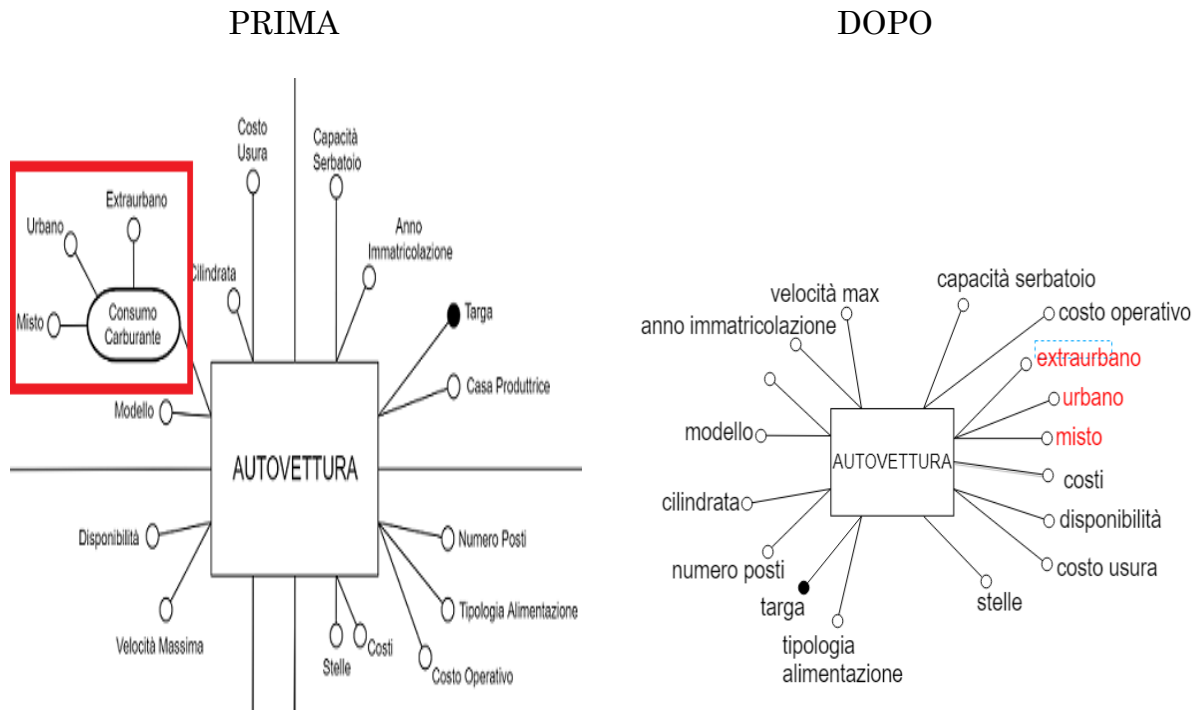 PRIMA
DOPO
Costo
Usura
Capacità
Serbatoio
Extraurbano
Urbano
Anno
Immatricolazione
Cilindrata
Misto
Consumo
Carburante
Targa
Casa Produttrice
Modello
AUTOVETTURA
Disponibilità
Numero Posti
Tipologia Alimentazione
Velocità Massima
Stelle
Costi
Costo Operativo
capacità serbatoio
velocità max
costo operativo
anno immatricolazione
extraurbano
urbano
modello
misto
AUTOVETTURA
costi
cilindrata
disponibilità
numero posti
costo usura
targa
stelle
tipologia
alimentazione